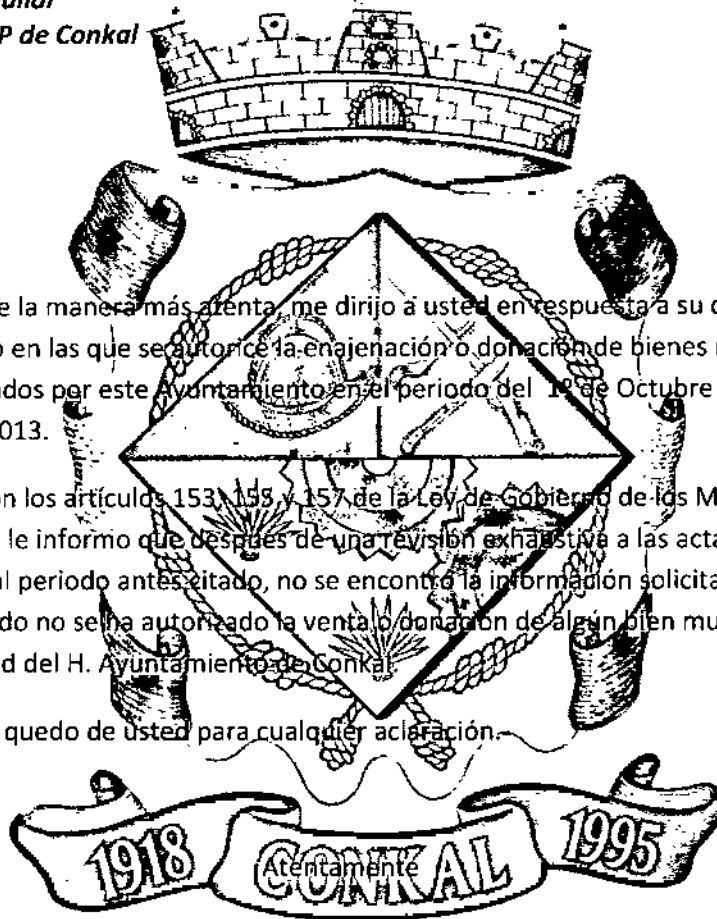 P de Conkal
e la manera más atenta, me dirijo a usted en respuesta a su
o en las que se autorice la enajenación o donación de bienes
ados por este Ayuntamiento en el periodo del 1º de Octubre
013.
on los artículos 153, 155 y 157 de la Ley de Gobierno de los M
le informo que después de una revisión exhaustiva a las acta
al periodo antes citado, no se encontró la información solicita
do no se ha autorizado la venta o donación de algún bien mu
d del H. Ayuntamiento de Conkal.
quedo de usted para cualquier aclaración.
Atentamente
1918 CONKAL 1995